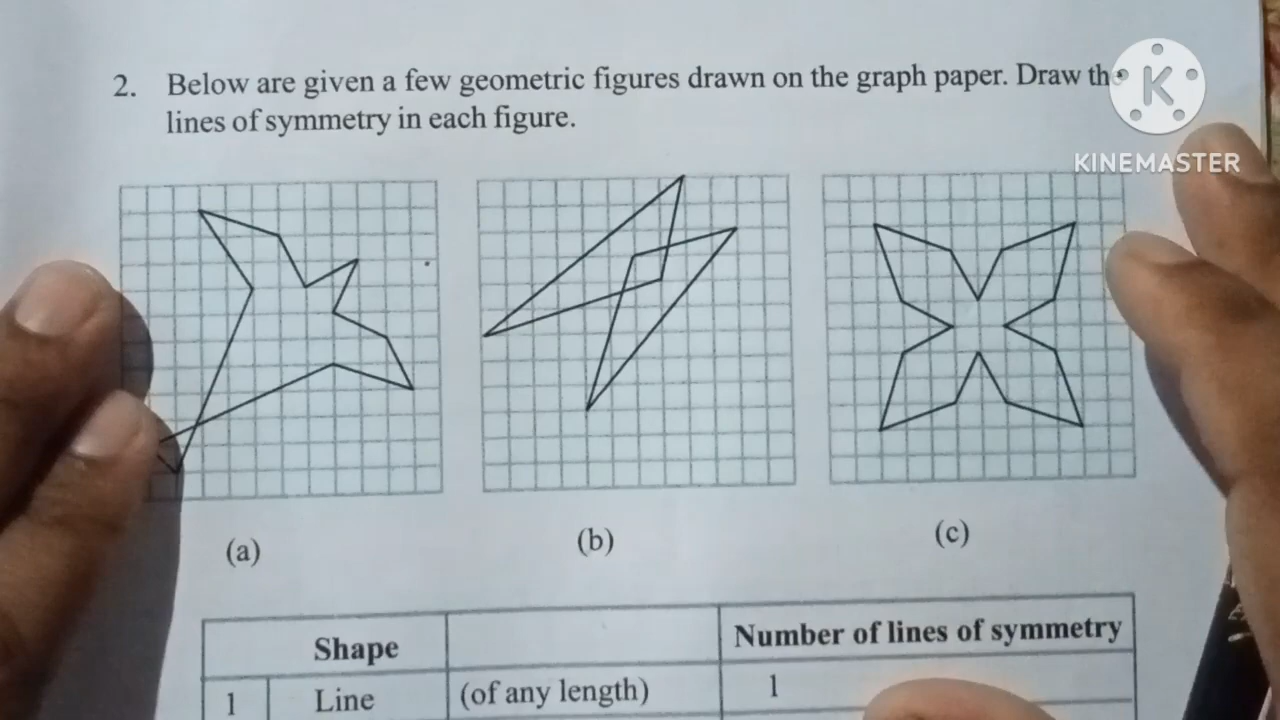 2. Below are given a few geometric figures drawn on the graph paper. Draw the
lines of symmetry in each figure.
K
KINEMASTER
(a)
(b)
(c)
Shape
Number of lines of symmetry
1 Line (of any length) 1